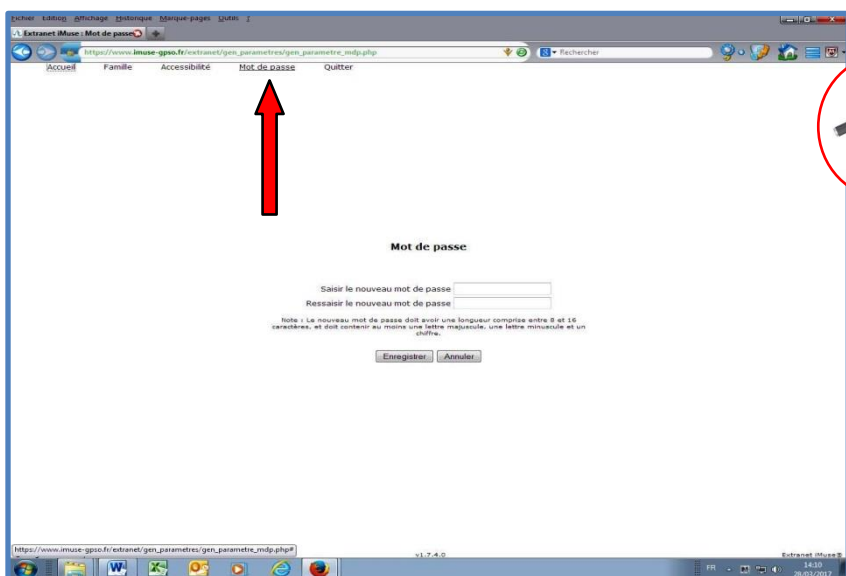 Fichier Edition Affichage Historique Marque-pages Outils ?
Extranet iMuse : Mot de passe
https://www.imuse-gpso.fr/extranet/gen_parametres/gen_parametre_mdp.php
Rechercher
Accueil Famille Accessibilité Mot de passe Quitter
Mot de passe
Saisir le nouveau mot de passe
Ressaisir le nouveau mot de passe
Note : Le nouveau mot de passe doit avoir une longueur comprise entre 8 et 16
caractères, et doit contenir au moins une lettre majuscule, une lettre minuscule et un
chiffre.
Enregistrer Annuler
https://www.imuse-gpso.fr/extranet/gen_parametres/gen_parametre_mdp.php#
v1.7.4.0
Extranet iMuse®
FR
14:10
28/03/2017